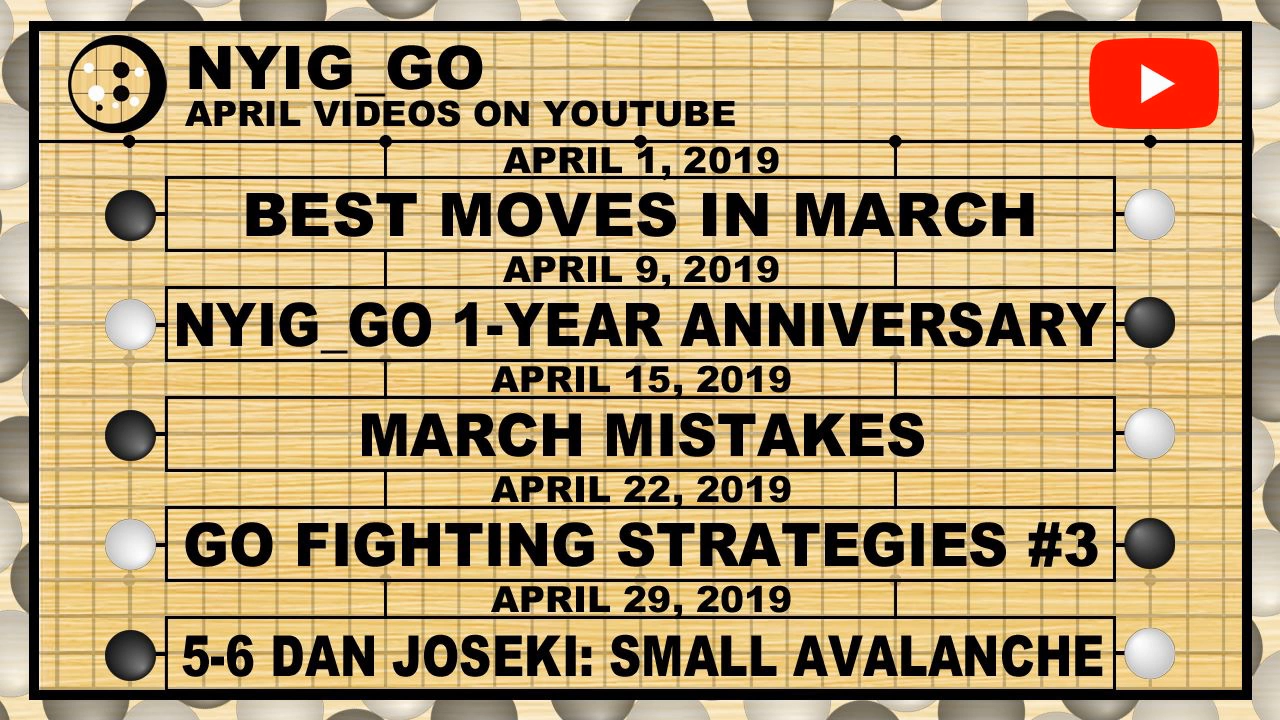 NYIG_GO
APRIL VIDEOS ON YOUTUBE
APRIL 1, 2019
BEST MOVES IN MARCH
APRIL 9, 2019
NYIG_GO 1-YEAR ANNIVERSARY
APRIL 15, 2019
MARCH MISTAKES
APRIL 22, 2019
GO FIGHTING STRATEGIES #3
APRIL 29, 2019
5-6 DAN JOSEKI: SMALL AVALANCHE